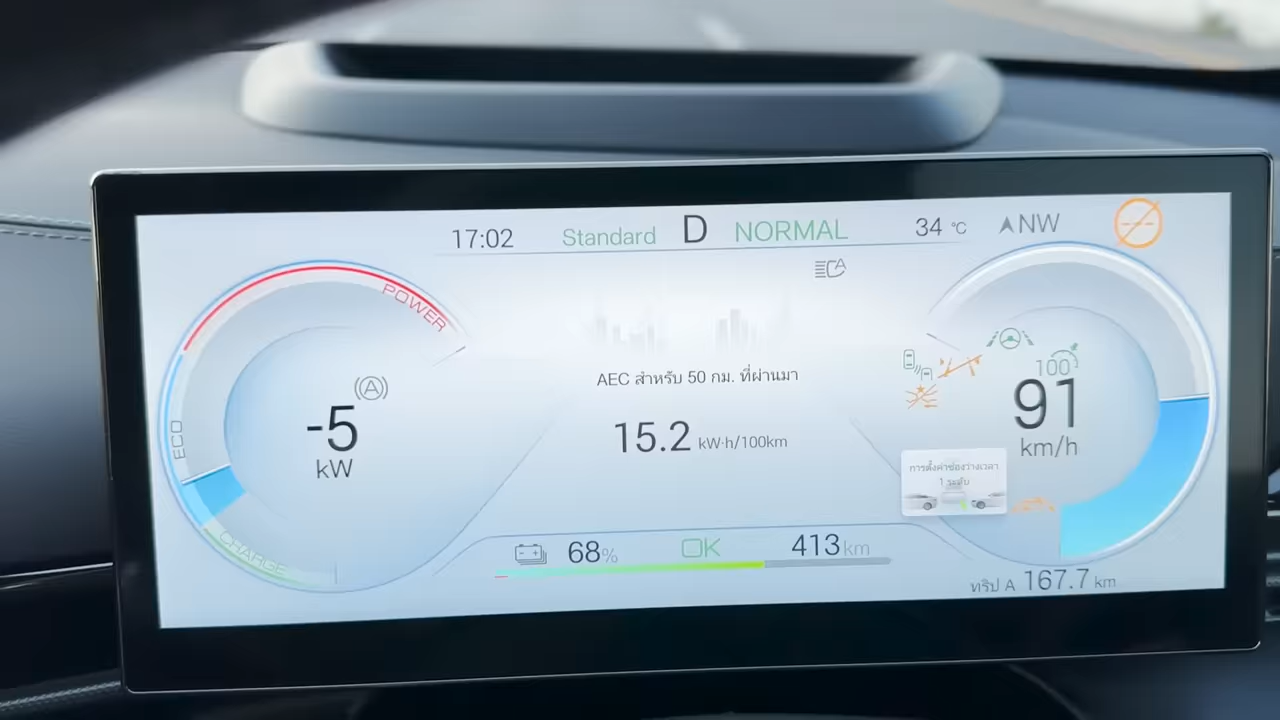 17:02 Standard D NORMAL 34 °C NW
POWER
ECO
CHARGE
-5
kW
AEC สำหรับ 50 กม. ที่ผ่านมา
15.2 kW·h/100km
100
91
km/h
การตั้งค่าช่องว่างเวลา
1 ระดับ
68% OK 413 km
ทริป A 167.7 km